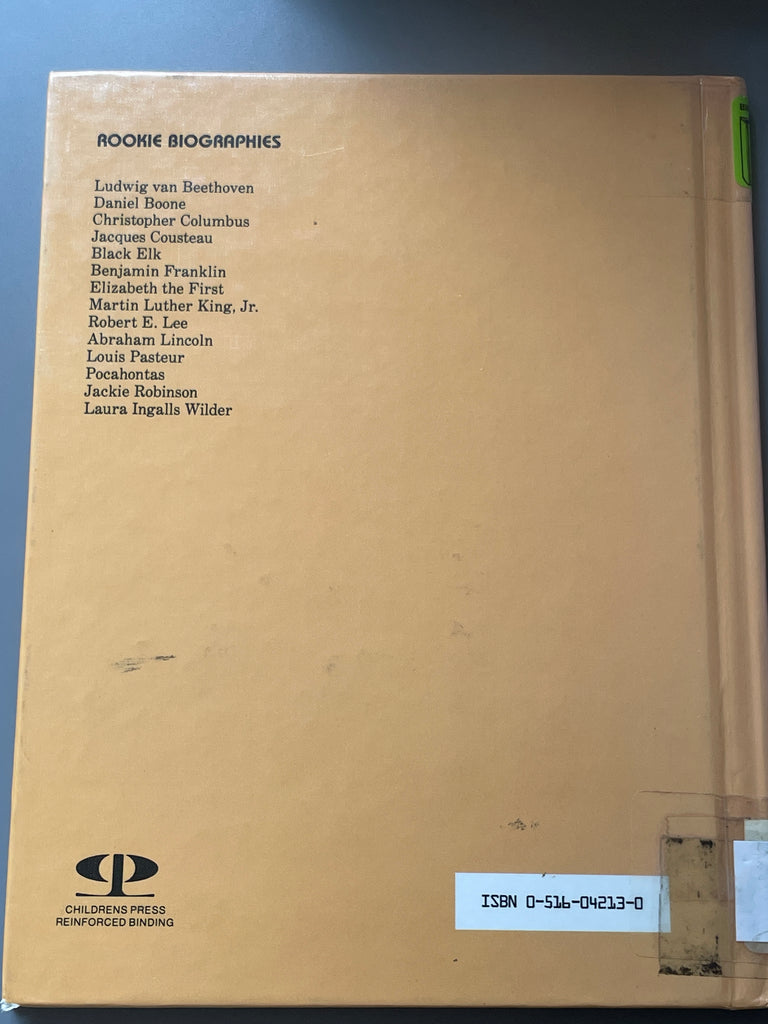 ROOKIE BIOGRAPHIES
Ludwig van Beethoven
Daniel Boone
Christopher Columbus
Jacques Cousteau
Black Elk
Benjamin Franklin
Elizabeth the First
Martin Luther King, Jr.
Robert E. Lee
Abraham Lincoln
Louis Pasteur
Pocahontas
Jackie Robinson
Laura Ingalls Wilder
CHILDRENS PRESS
REINFORCED BINDING
ISBN 0-516-04213-0